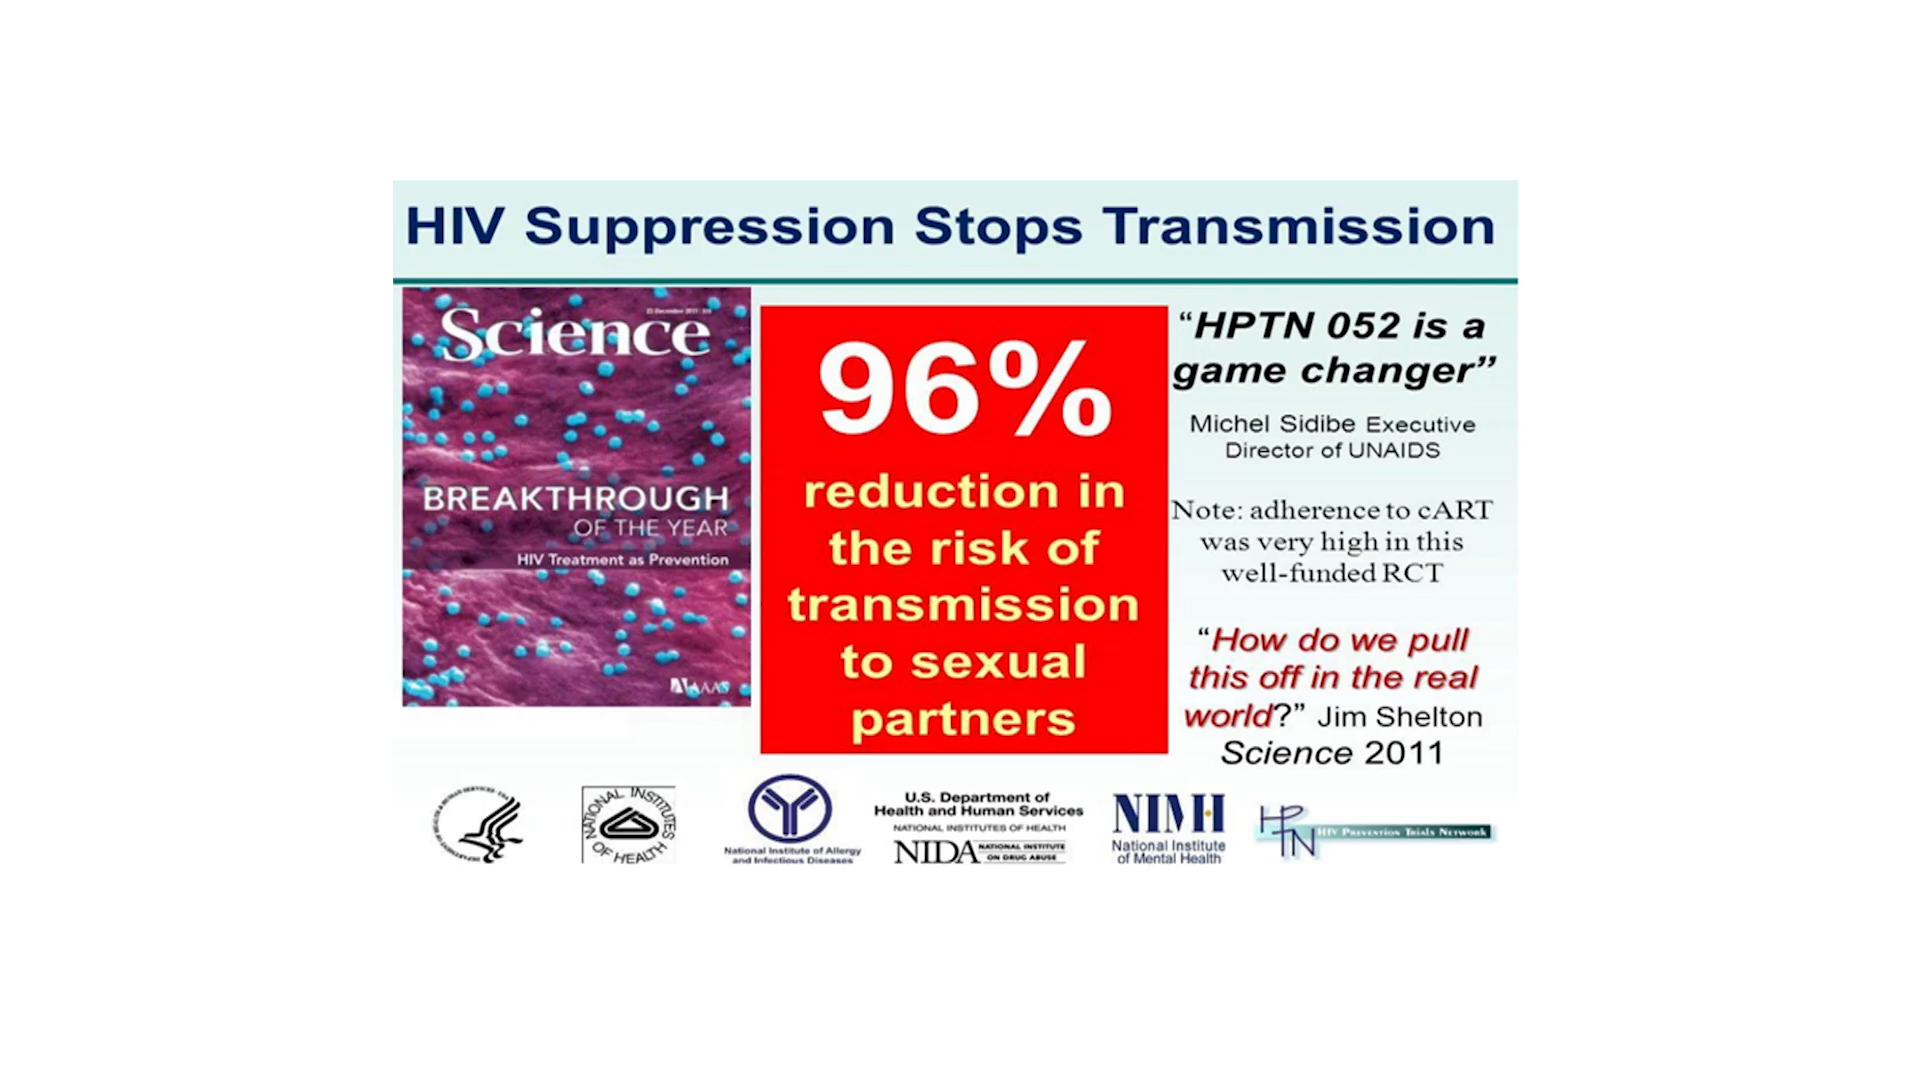 HIV Suppression Stops Transmission
Science
BREAKTHROUGH
OF THE YEAR
HIV Treatment as Prevention
AAAS
96%
reduction in
the risk of
transmission
to sexual
partners
“HPTN 052 is a
game changer”
Michel Sidibe Executive
Director of UNAIDS
Note: adherence to cART
was very high in this
well-funded RCT
“How do we pull
this off in the real
world?” Jim Shelton
Science 2011
NATIONAL INSTITUTES
OF HEALTH
National Institute of Allergy
and Infectious Diseases
U.S. Department of
Health and Human Services
NATIONAL INSTITUTES OF HEALTH
NIDA NATIONAL INSTITUTE
ON DRUG ABUSE
NIMH
National Institute
of Mental Health
HPTN
HIV Prevention Trials Network